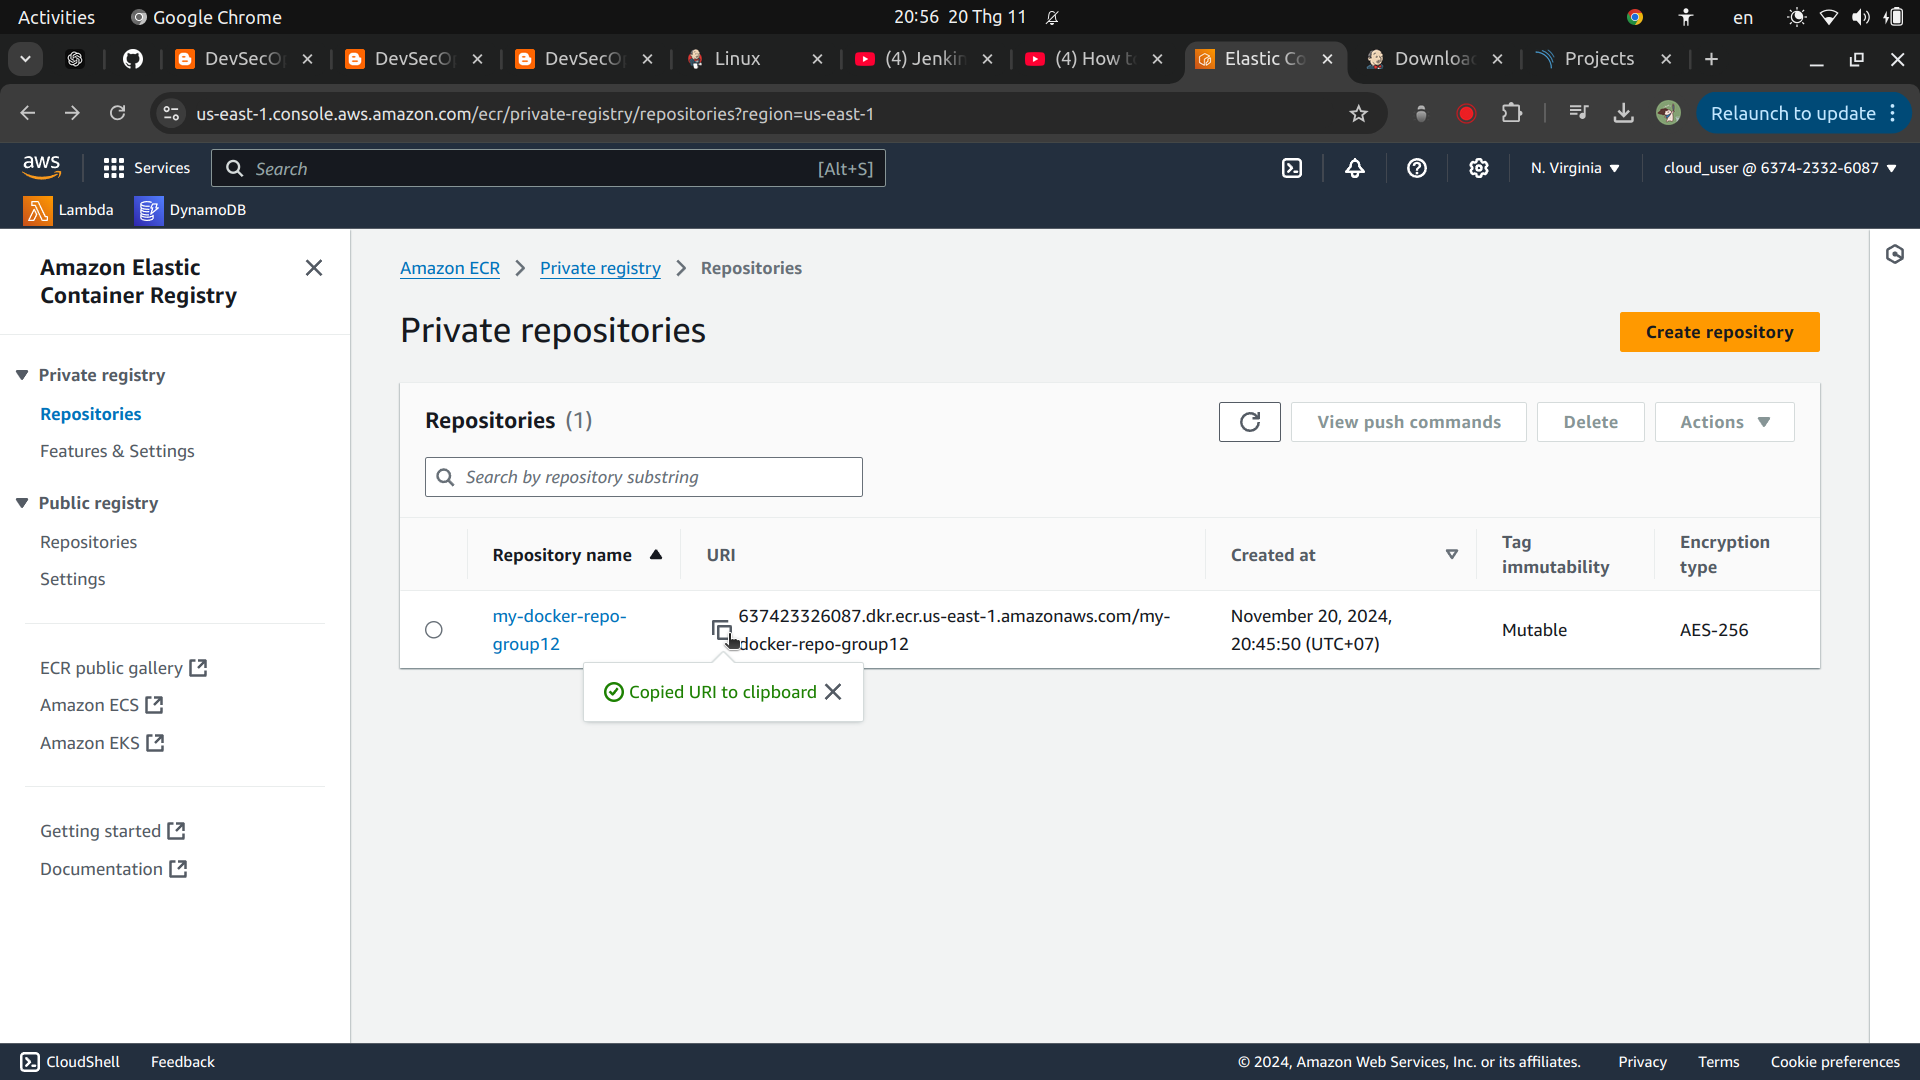 Activities
Google Chrome
20:56 20 Thg 11
en
DevSecO
DevSecO
DevSecO
Linux
(4) Jenkin
(4) How t
Elastic Co
Downloa
Projects
us-east-1.console.aws.amazon.com/ecr/private-registry/repositories?region=us-east-1
Relaunch to update
aws
Services
Search
[Alt+S]
N. Virginia
cloud_user @ 6374-2332-6087
Lambda
DynamoDB
Amazon Elastic
Container Registry
Private registry
Repositories
Features & Settings
Public registry
Repositories
Settings
ECR public gallery
Amazon ECS
Amazon EKS
Getting started
Documentation
Amazon ECR
Private registry
Repositories
Private repositories
Create repository
Repositories (1)
View push commands
Delete
Actions
Search by repository substring
Repository name
URI
Created at
Tag
immutability
Encryption
type
my-docker-repo-
group12
637423326087.dkr.ecr.us-east-1.amazonaws.com/my-
docker-repo-group12
November 20, 2024,
20:45:50 (UTC+07)
Mutable
AES-256
Copied URI to clipboard
CloudShell
Feedback
© 2024, Amazon Web Services, Inc. or its affiliates.
Privacy
Terms
Cookie preferences